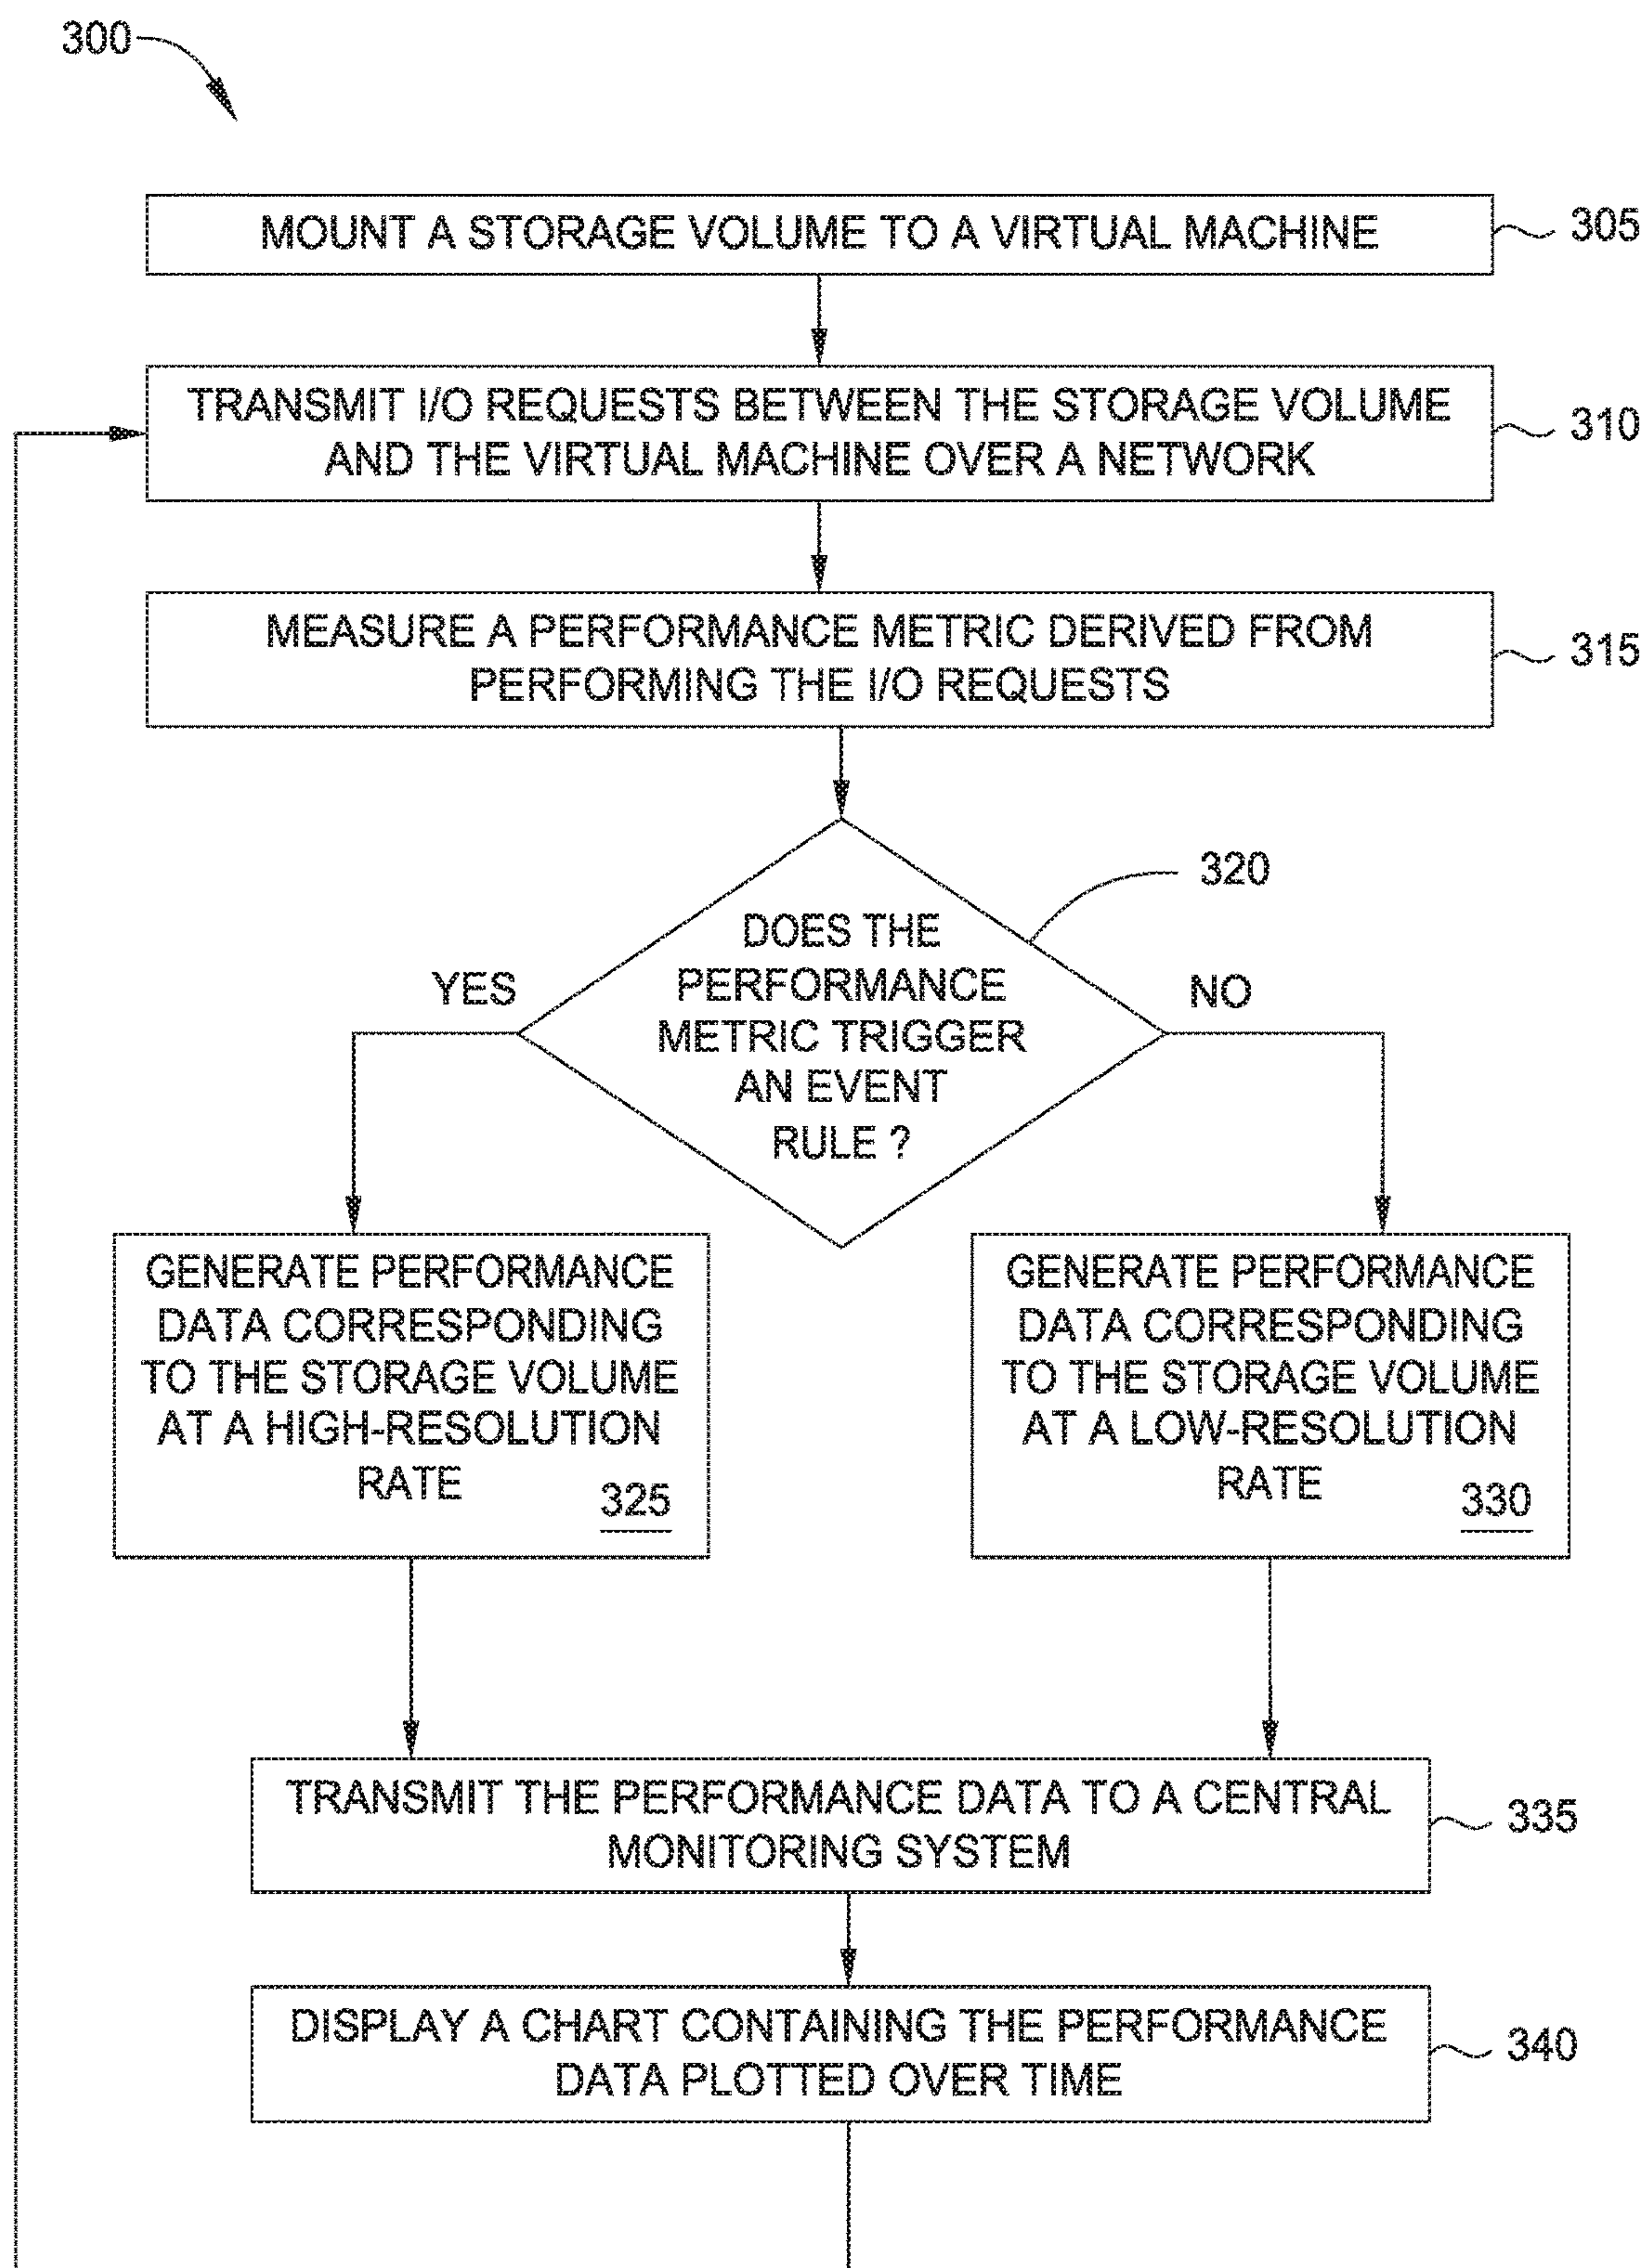 300
MOUNT A STORAGE VOLUME TO A VIRTUAL MACHINE
305
TRANSMIT I/O REQUESTS BETWEEN THE STORAGE VOLUME
AND THE VIRTUAL MACHINE OVER A NETWORK
310
MEASURE A PERFORMANCE METRIC DERIVED FROM
PERFORMING THE I/O REQUESTS
315
320
DOES THE
PERFORMANCE
METRIC TRIGGER
AN EVENT
RULE ?
YES
NO
GENERATE PERFORMANCE
DATA CORRESPONDING
TO THE STORAGE VOLUME
AT A HIGH-RESOLUTION
RATE
325
GENERATE PERFORMANCE
DATA CORRESPONDING
TO THE STORAGE VOLUME
AT A LOW-RESOLUTION
RATE
330
TRANSMIT THE PERFORMANCE DATA TO A CENTRAL
MONITORING SYSTEM
335
DISPLAY A CHART CONTAINING THE PERFORMANCE
DATA PLOTTED OVER TIME
340